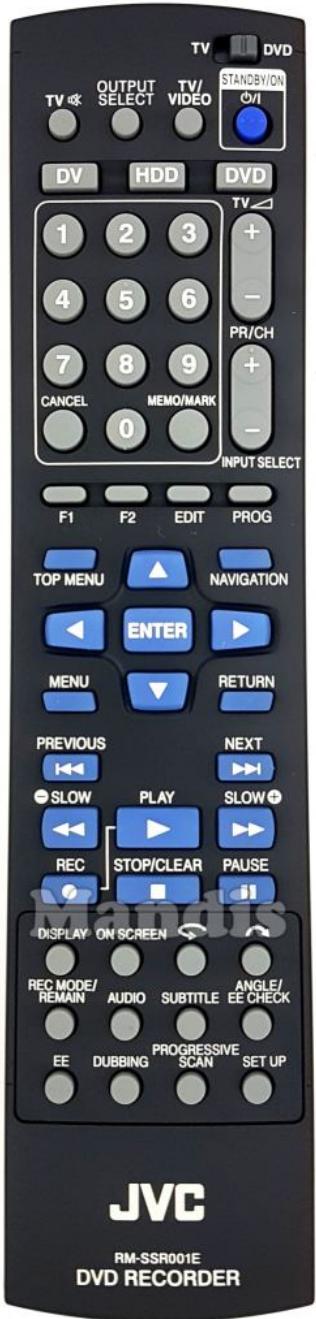 TV DVD
STANDBY/ON
OUTPUT TV/
TV SELECT VIDEO ⏻/I
DV HDD DVD
TV
1 2 3 +
4 5 6 −
PR/CH
7 8 9 +
CANCEL MEMO/MARK
0 −
INPUT SELECT
F1 F2 EDIT PROG
TOP MENU NAVIGATION
ENTER
MENU RETURN
PREVIOUS NEXT
SLOW PLAY SLOW
REC STOP/CLEAR PAUSE
Mandis
DISPLAY ON SCREEN
REC MODE/ ANGLE/
REMAIN AUDIO SUBTITLE EE CHECK
PROGRESSIVE
EE DUBBING SCAN SET UP
JVC
RM-SSR001E
DVD RECORDER